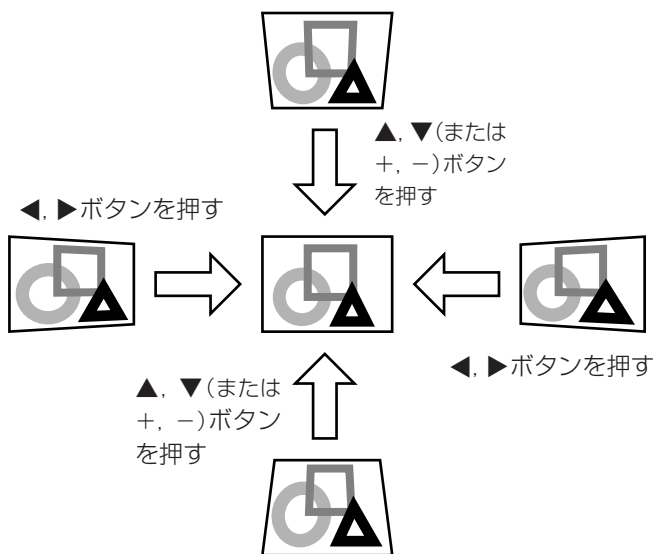 ▲, ▼(または
+, −)ボタン
を押す
◀, ▶ボタンを押す
◀, ▶ボタンを押す
▲, ▼(または
+, −)ボタン
を押す